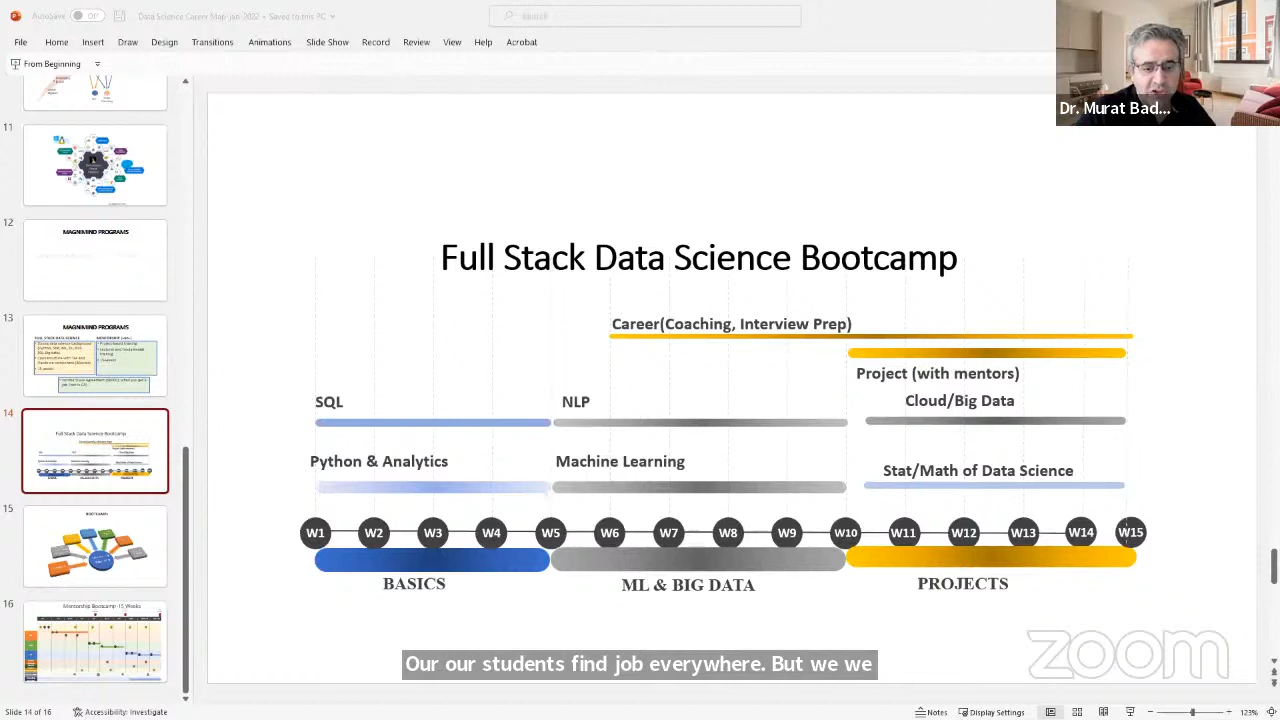 AutoSave Off Data Science Career Map-Jan-2022 • Saved to this PC Search
File Home Insert Draw Design Transitions Animations Slide Show Record Review View Help Acrobat
From Beginning
Dr. Murat Bad...
11
12
MAGNIMIND PROGRAMS
13
MAGNIMIND PROGRAMS
14
Full Stack Data Science Bootcamp
15
BOOTCAMP
16
Mentorship Bootcamp-15 Weeks
Full Stack Data Science Bootcamp
Career(Coaching, Interview Prep)
Project (with mentors)
SQL NLP Cloud/Big Data
Python & Analytics Machine Learning Stat/Math of Data Science
W1 W2 W3 W4 W5 W6 W7 W8 W9 W10 W11 W12 W13 W14 W15
BASICS ML & BIG DATA PROJECTS
zoom
Our our students find job everywhere. But we we
Slide 14 of 16 Accessibility: Investigate Notes Display Settings 123%